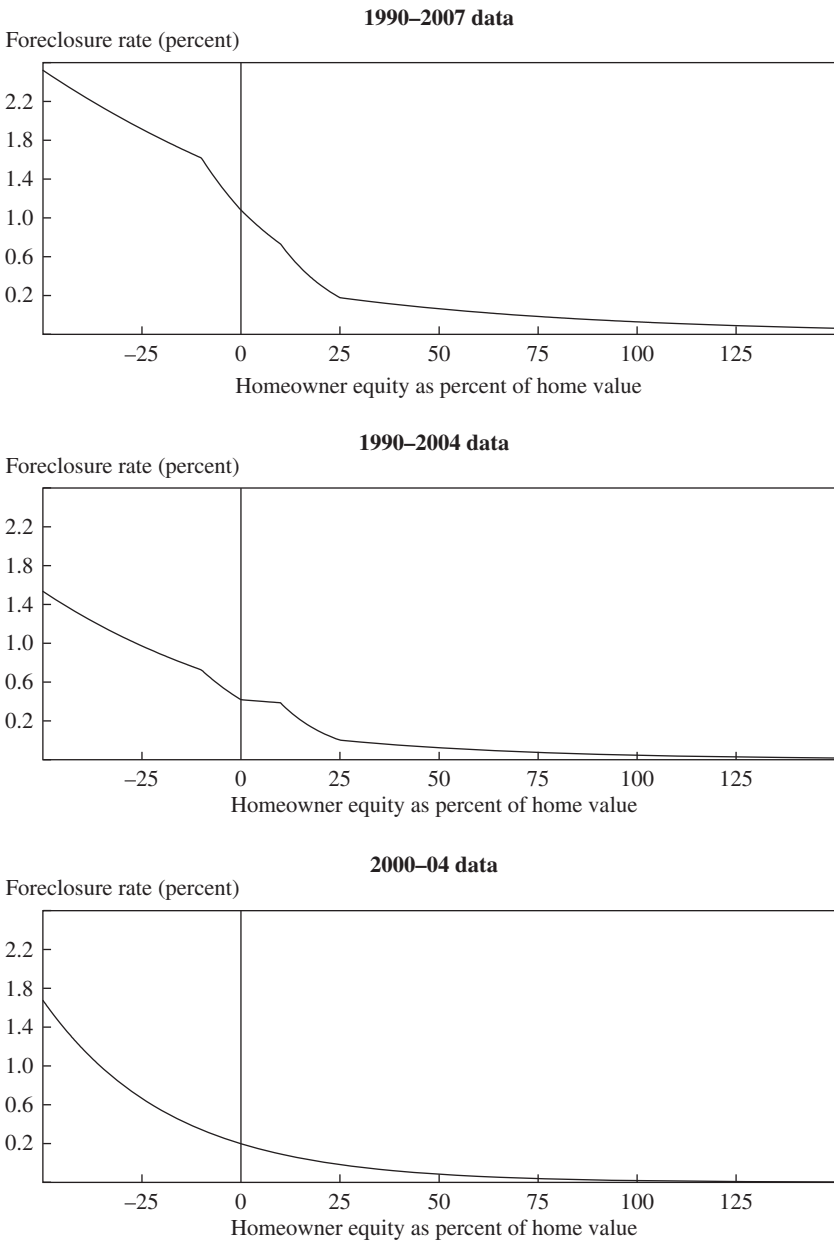 1990–2007 data
Foreclosure rate (percent)
2.2
1.8
1.4
1.0
0.6
0.2
–25 0 25 50 75 100 125
Homeowner equity as percent of home value
1990–2004 data
Foreclosure rate (percent)
2.2
1.8
1.4
1.0
0.6
0.2
–25 0 25 50 75 100 125
Homeowner equity as percent of home value
2000–04 data
Foreclosure rate (percent)
2.2
1.8
1.4
1.0
0.6
0.2
–25 0 25 50 75 100 125
Homeowner equity as percent of home value